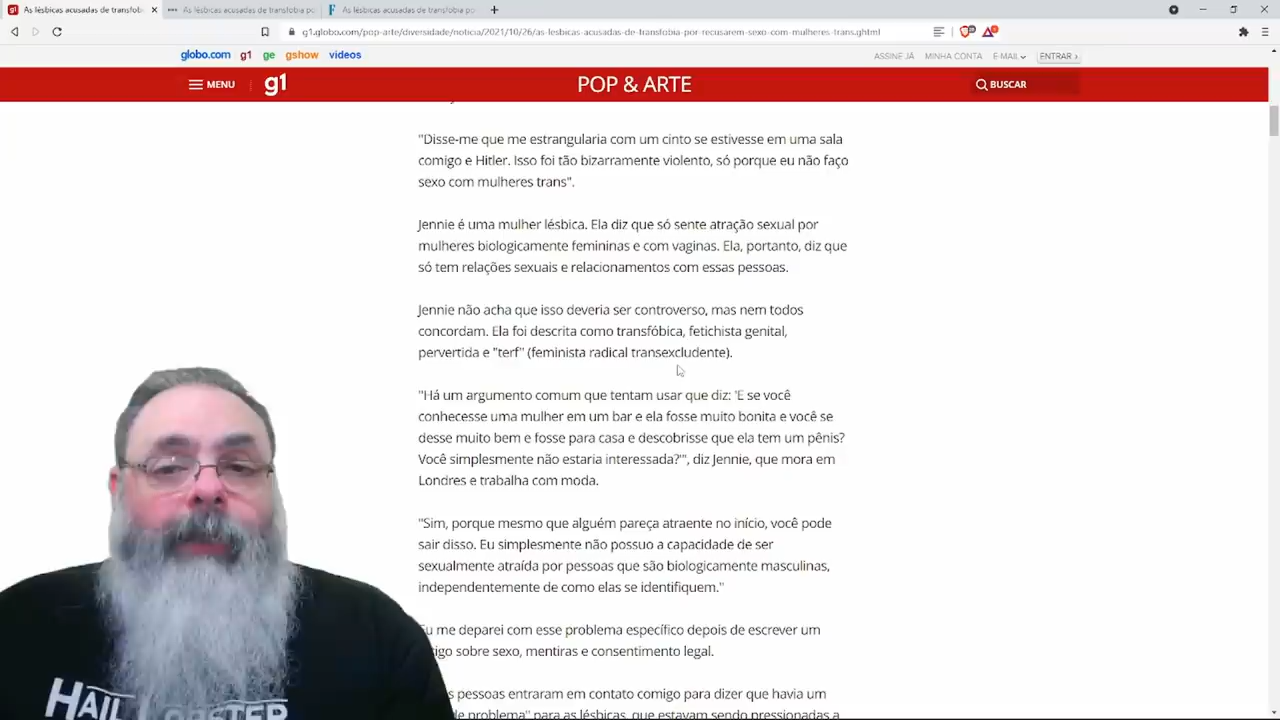 As lésbicas acusadas de transfob
As lésbicas acusadas de transfobia po
As lésbicas acusadas de transfobia po
g1.globo.com/pop-arte/diversidade/noticia/2021/10/26/as-lesbicas-acusadas-de-transfobia-por-recusarem-sexo-com-mulheres-trans.ghtml
globo.com g1 ge gshow videos
ASSINE JÁ MINHA CONTA E-MAIL ENTRAR ›
MENU g1 POP & ARTE BUSCAR
"Disse-me que me estrangularia com um cinto se estivesse em uma sala
comigo e Hitler. Isso foi tão bizarramente violento, só porque eu não faço
sexo com mulheres trans".
Jennie é uma mulher lésbica. Ela diz que só sente atração sexual por
mulheres biologicamente femininas e com vaginas. Ela, portanto, diz que
só tem relações sexuais e relacionamentos com essas pessoas.
Jennie não acha que isso deveria ser controverso, mas nem todos
concordam. Ela foi descrita como transfóbica, fetichista genital,
pervertida e "terf" (feminista radical transexcludente).
"Há um argumento comum que tentam usar que diz: 'E se você
conhecesse uma mulher em um bar e ela fosse muito bonita e você se
desse muito bem e fosse para casa e descobrisse que ela tem um pênis?
Você simplesmente não estaria interessada?'", diz Jennie, que mora em
Londres e trabalha com moda.
"Sim, porque mesmo que alguém pareça atraente no início, você pode
sair disso. Eu simplesmente não possuo a capacidade de ser
sexualmente atraída por pessoas que são biologicamente masculinas,
independentemente de como elas se identifiquem."
Eu me deparei com esse problema específico depois de escrever um
igo sobre sexo, mentiras e consentimento legal.
s pessoas entraram em contato comigo para dizer que havia um
de problema" para as lésbicas, que estavam sendo pressionadas a
HAIL